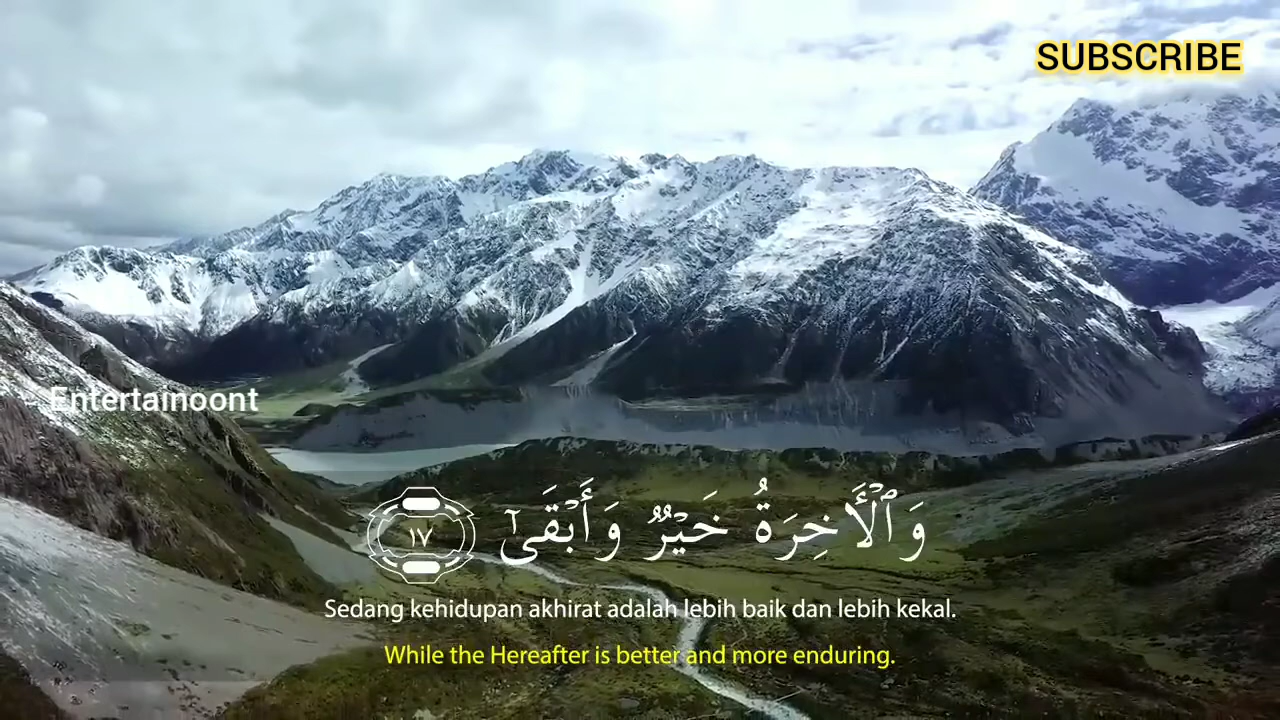 SUBSCRIBE
Entertainoont
وَٱلْأَخِرَةُ خَيْرٌ وَأَبْقَىٰٓ ١٧
Sedang kehidupan akhirat adalah lebih baik dan lebih kekal.
While the Hereafter is better and more enduring.